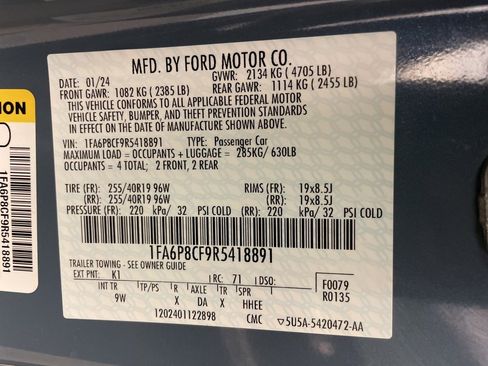 MFD. BY FORD MOTOR CO.
01/24 GVWR: 2134 KG ( 4705 LB)
FRONT GAWR: 1082 KG ( 2385 LB) REAR GAWR: 1114 KG ( 2455 LB)
THIS VEHICLE CONFORMS TO ALL APPLICABLE FEDERAL MOTOR
VEHICLE SAFETY, BUMPER, AND THEFT PREVENTION STANDARDS
IN EFFECT ON THE DATE OF MANUFACTURE SHOWN ABOVE.
VIN: 1FA6P8CF9R5418891 TYPE: Passenger Car
MAXIMUM LOAD = OCCUPANTS + LUGGAGE = 285KG/ 630LB
OCCUPANTS = 4 TOTAL; 2 FRONT, 2 REAR
TIRE (FR): 255/40R19 96W RIMS (FR): 19x8.5J
(RR): 255/40R19 96W (RR): 19x8.5J
PRESSURE (FR): 220 kPa/ 32 PSI COLD (RR): 220 kPa/ 32 PSI COLD
1FA6P8CF9R5418891
TRAILER TOWING - SEE OWNER GUIDE
EXT PNT: K1 RC: 71 DSO: F0079
INT TR TP/PS R AXLE TR SPR R0135
9W X DA HHEE
1202401122898 X CMC ▽5U5A-5420472-AA
ION
1FA6P8CF9R5418891